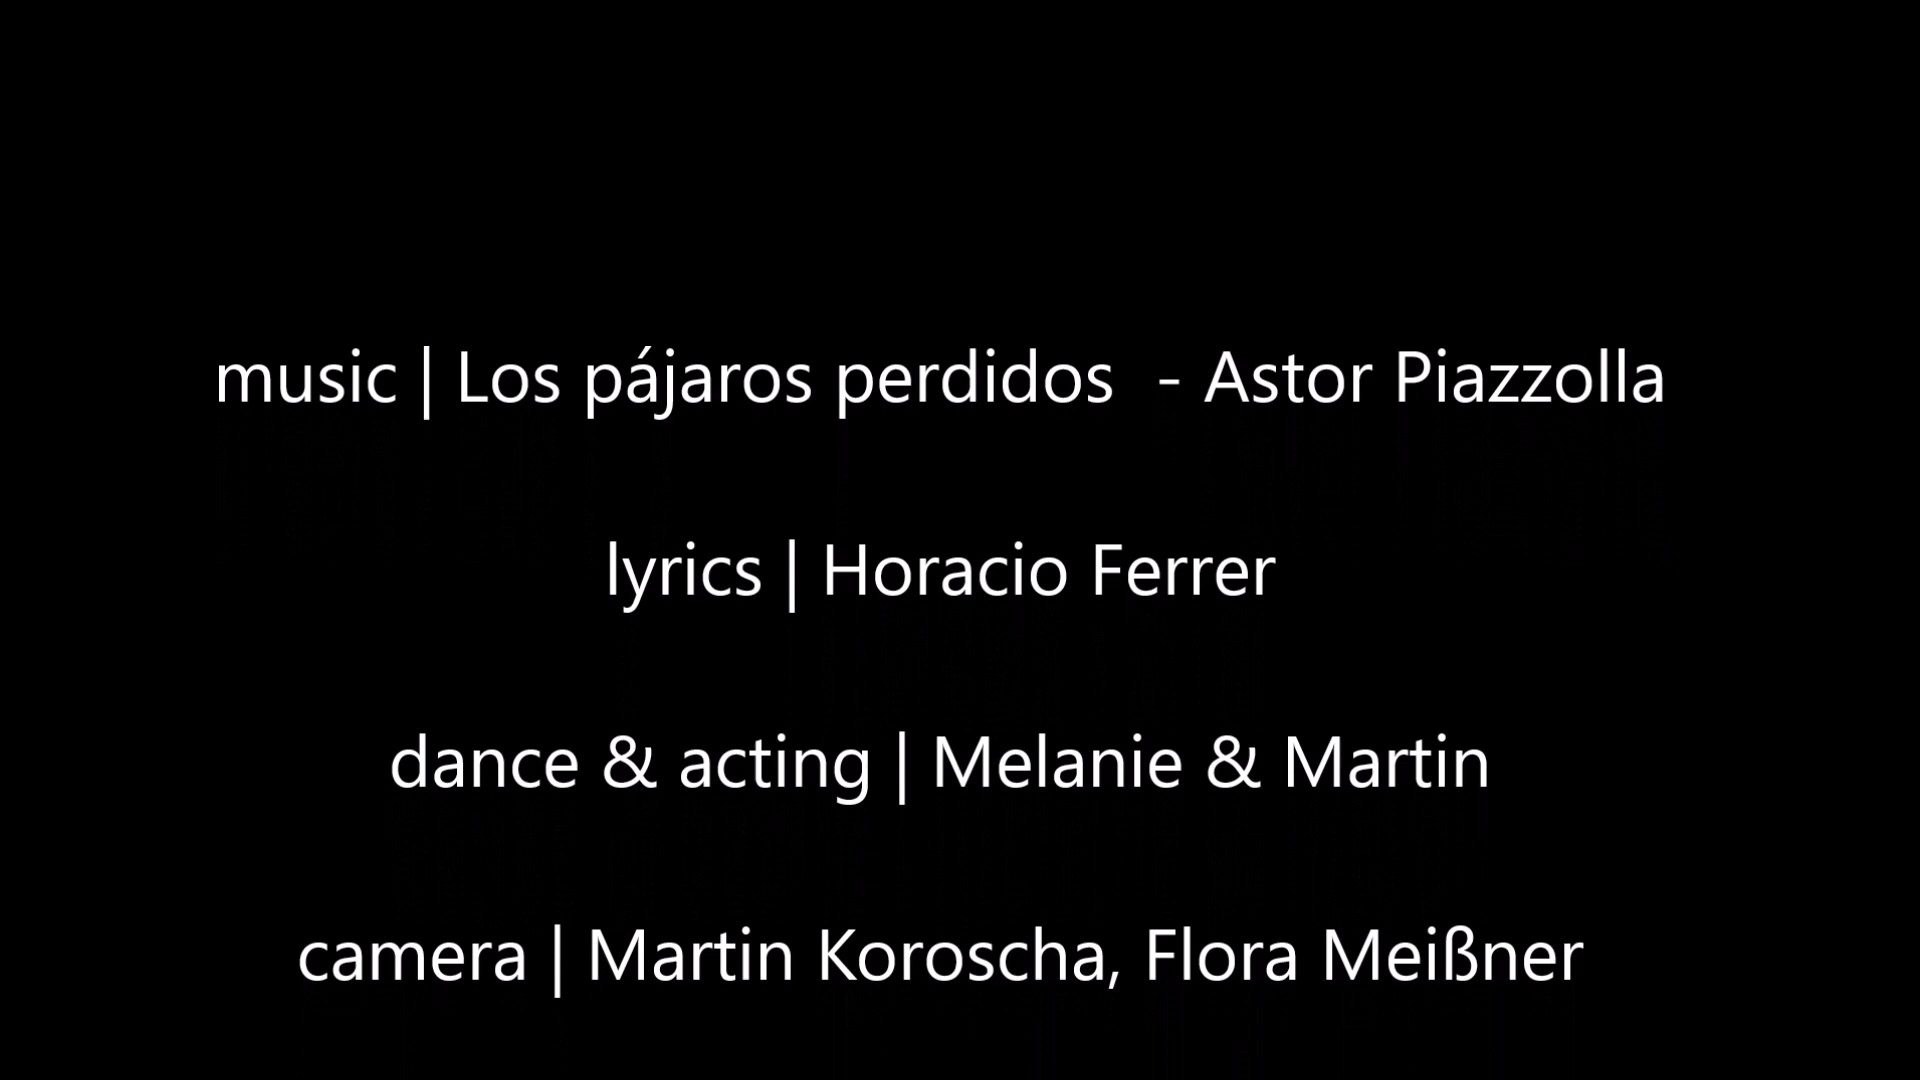 music | Los pájaros perdidos  - Astor Piazzolla
lyrics | Horacio Ferrer
dance & acting | Melanie & Martin
camera | Martin Koroscha, Flora Meißner